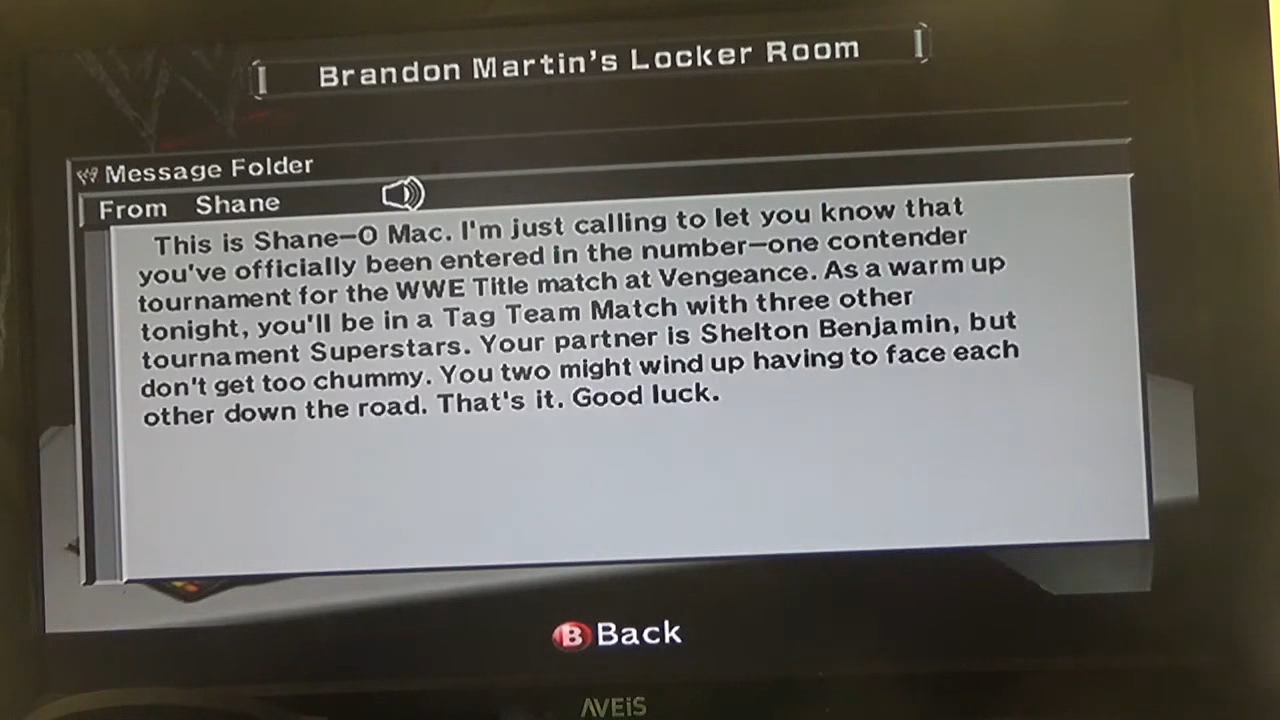 Brandon Martin's Locker Room
Message Folder
From Shane
This is Shane-O Mac. I'm just calling to let you know that
you've officially been entered in the number-one contender
tournament for the WWE Title match at Vengeance. As a warm up
tonight, you'll be in a Tag Team Match with three other
tournament Superstars. Your partner is Shelton Benjamin, but
don't get too chummy. You two might wind up having to face each
other down the road. That's it. Good luck.
B Back
AVEiS